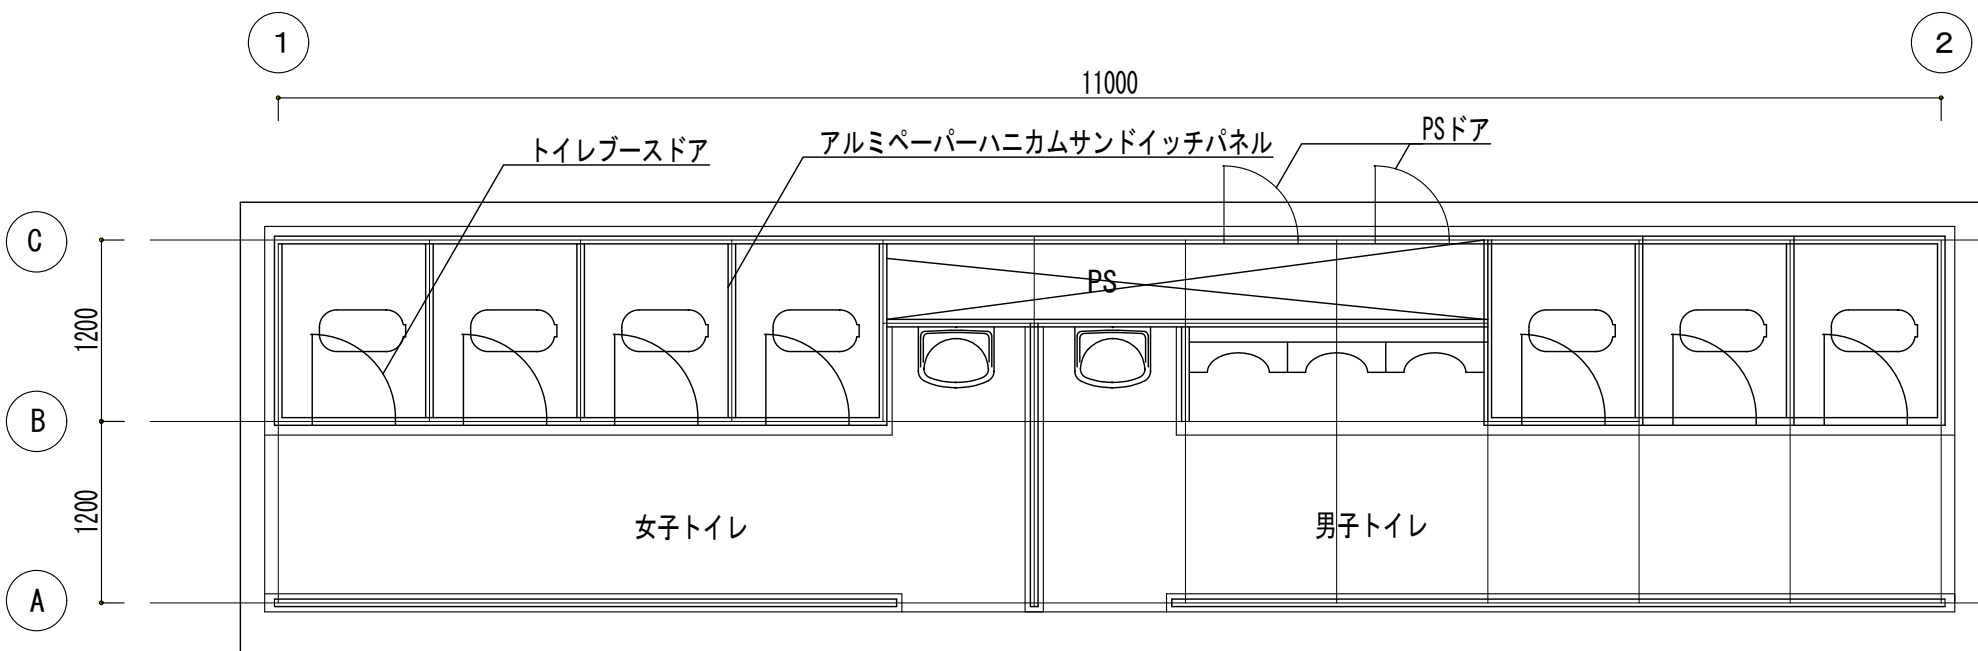 1
2
11000
トイレブースドア
アルミペーパーハニカムサンドイッチパネル
PSドア
C
1200
PS
B
1200
女子トイレ
男子トイレ
A